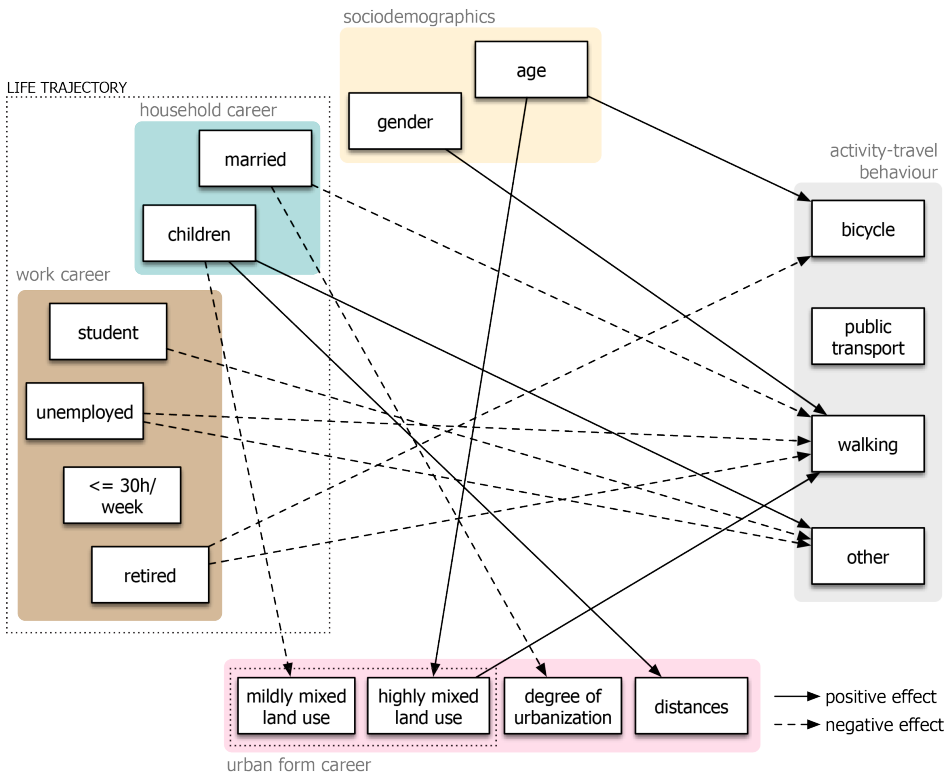 sociodemographics
age
gender
LIFE TRAJECTORY
household career
married
children
activity-travel
behaviour
bicycle
public
transport
walking
other
work career
student
unemployed
<= 30h/
week
retired
mildly mixed
land use
highly mixed
land use
degree of
urbanization
distances
urban form career
positive effect
negative effect